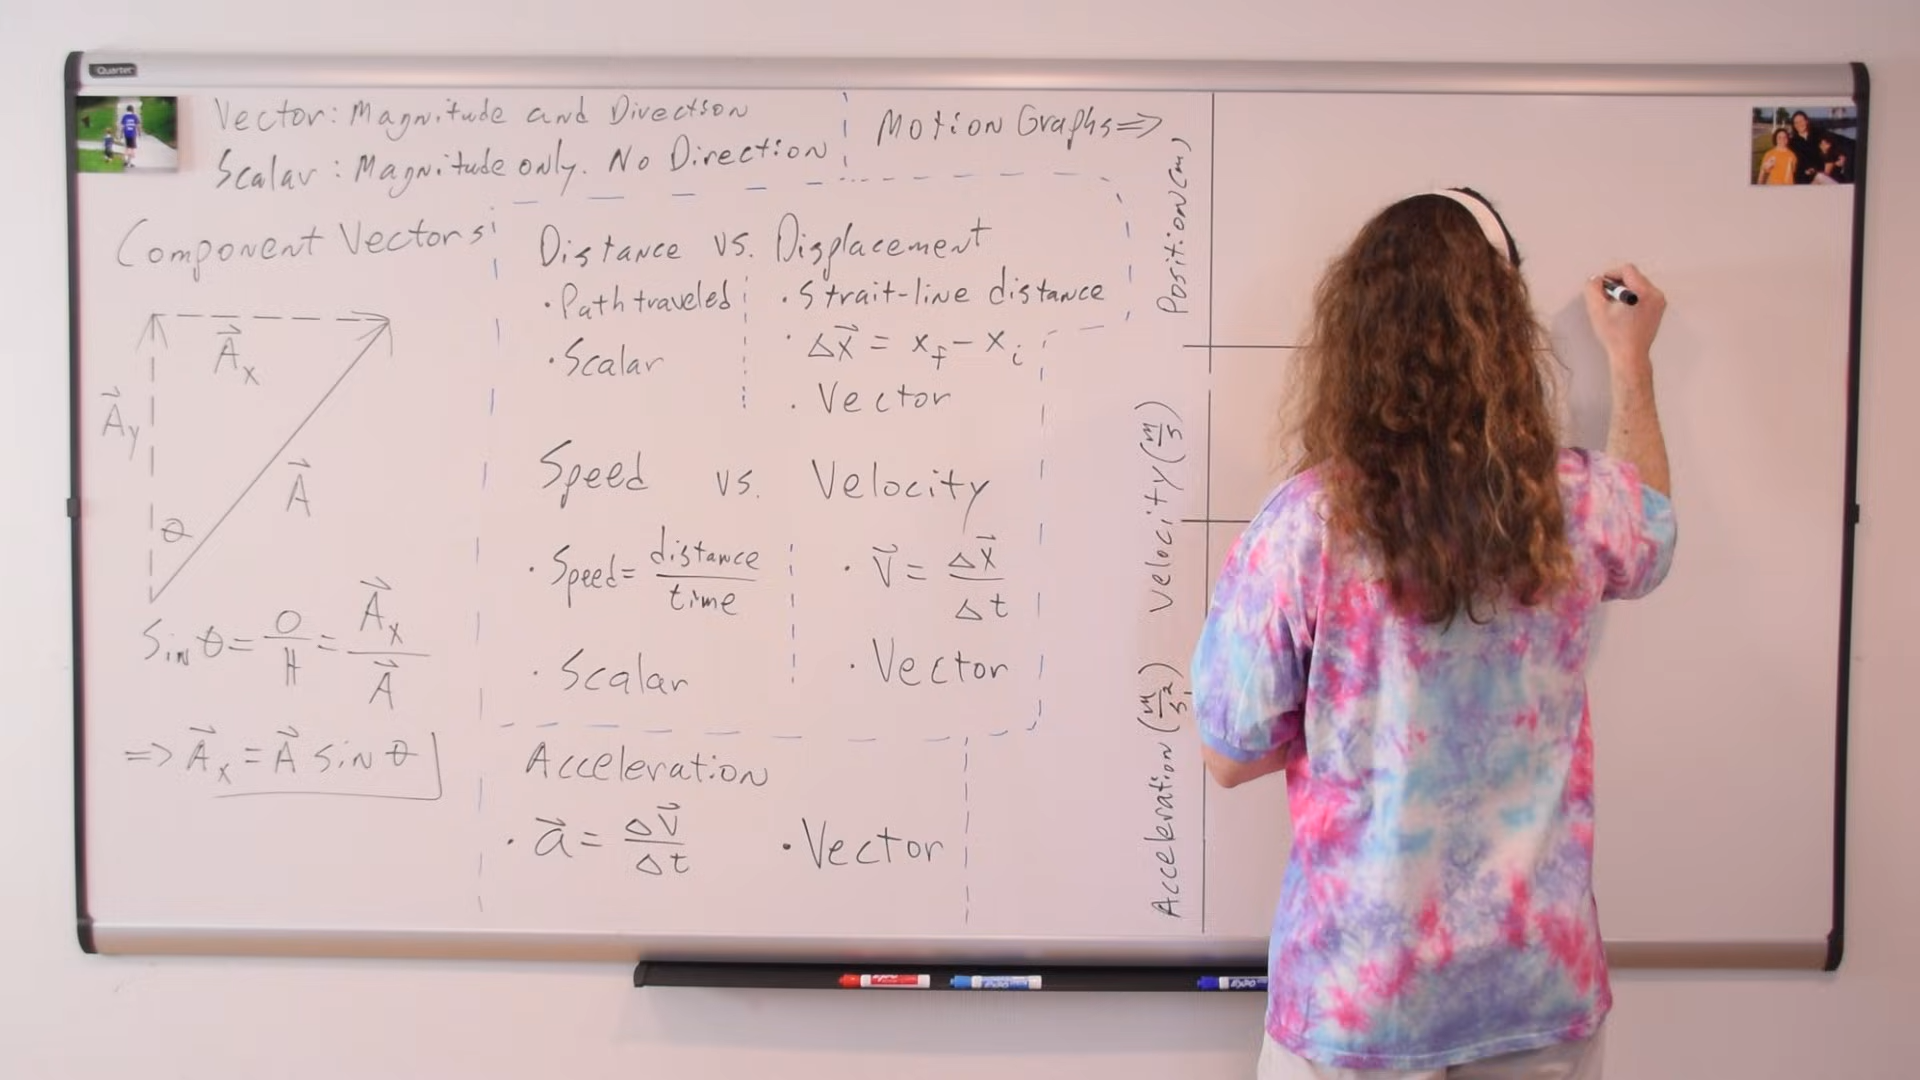 Quartet
Vector: Magnitude and Direction
Scalar: Magnitude only. No Direction
Motion Graphs⇒
Component Vectors
A⃗x
A⃗y
A⃗
θ
Sin θ = O/H = A⃗x/A⃗
⇒ A⃗x = A⃗ sin θ
Distance vs. Displacement
· Path traveled
· Scalar
· Strait-line distance
· Δx⃗ = xf - xi
· Vector
Speed vs. Velocity
· Speed = distance/time
· Scalar
· V⃗ = Δx⃗/Δt
· Vector
Acceleration
· a⃗ = ΔV⃗/Δt
· Vector
Position(m)
Velocity(m/s)
Acceleration(m/s²)